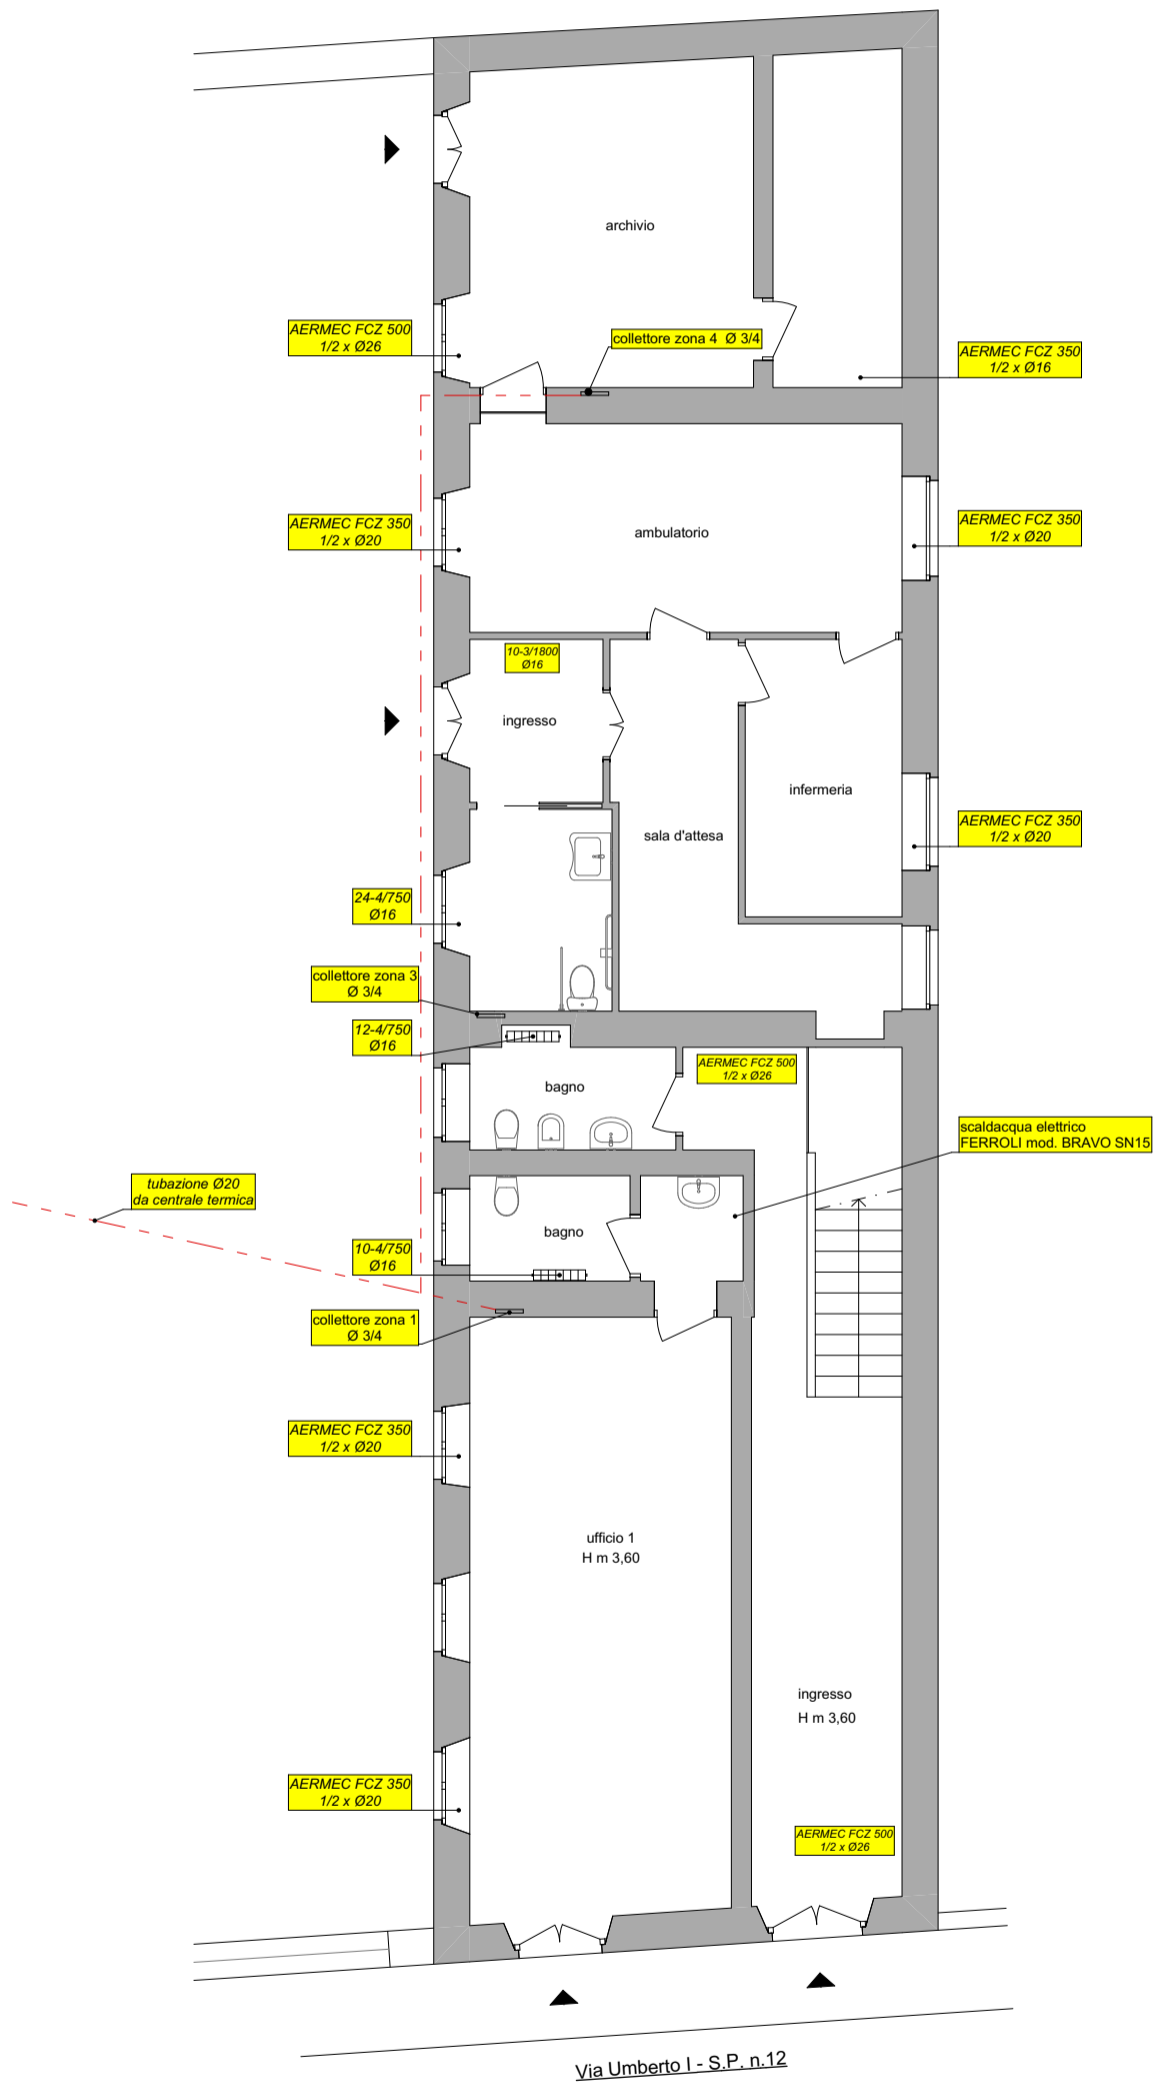 archivio
AERMEC FCZ 500
1/2 x Ø26
collettore zona 4 Ø 3/4
AERMEC FCZ 350
1/2 x Ø16
AERMEC FCZ 350
1/2 x Ø20
ambulatorio
AERMEC FCZ 350
1/2 x Ø20
10-3/1800
Ø16
ingresso
infermeria
sala d'attesa
AERMEC FCZ 350
1/2 x Ø20
24-4/750
Ø16
collettore zona 3
Ø 3/4
12-4/750
Ø16
bagno
AERMEC FCZ 500
1/2 x Ø26
scaldacqua elettrico
FERROLI mod. BRAVO SN15
tubazione Ø20
da centrale termica
bagno
10-4/750
Ø16
collettore zona 1
Ø 3/4
AERMEC FCZ 350
1/2 x Ø20
ufficio 1
H m 3,60
ingresso
H m 3,60
AERMEC FCZ 350
1/2 x Ø20
AERMEC FCZ 500
1/2 x Ø26
Via Umberto I - S.P. n.12